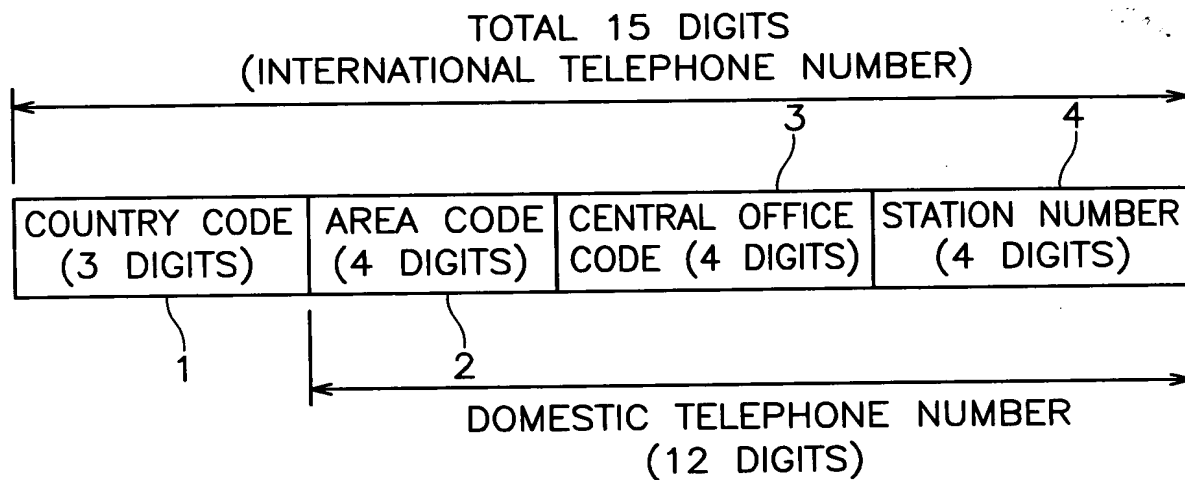 TOTAL 15 DIGITS
(INTERNATIONAL TELEPHONE NUMBER)
3
4
COUNTRY CODE
(3 DIGITS)
AREA CODE
(4 DIGITS)
CENTRAL OFFICE
CODE (4 DIGITS)
STATION NUMBER
(4 DIGITS)
1
2
DOMESTIC TELEPHONE NUMBER
(12 DIGITS)